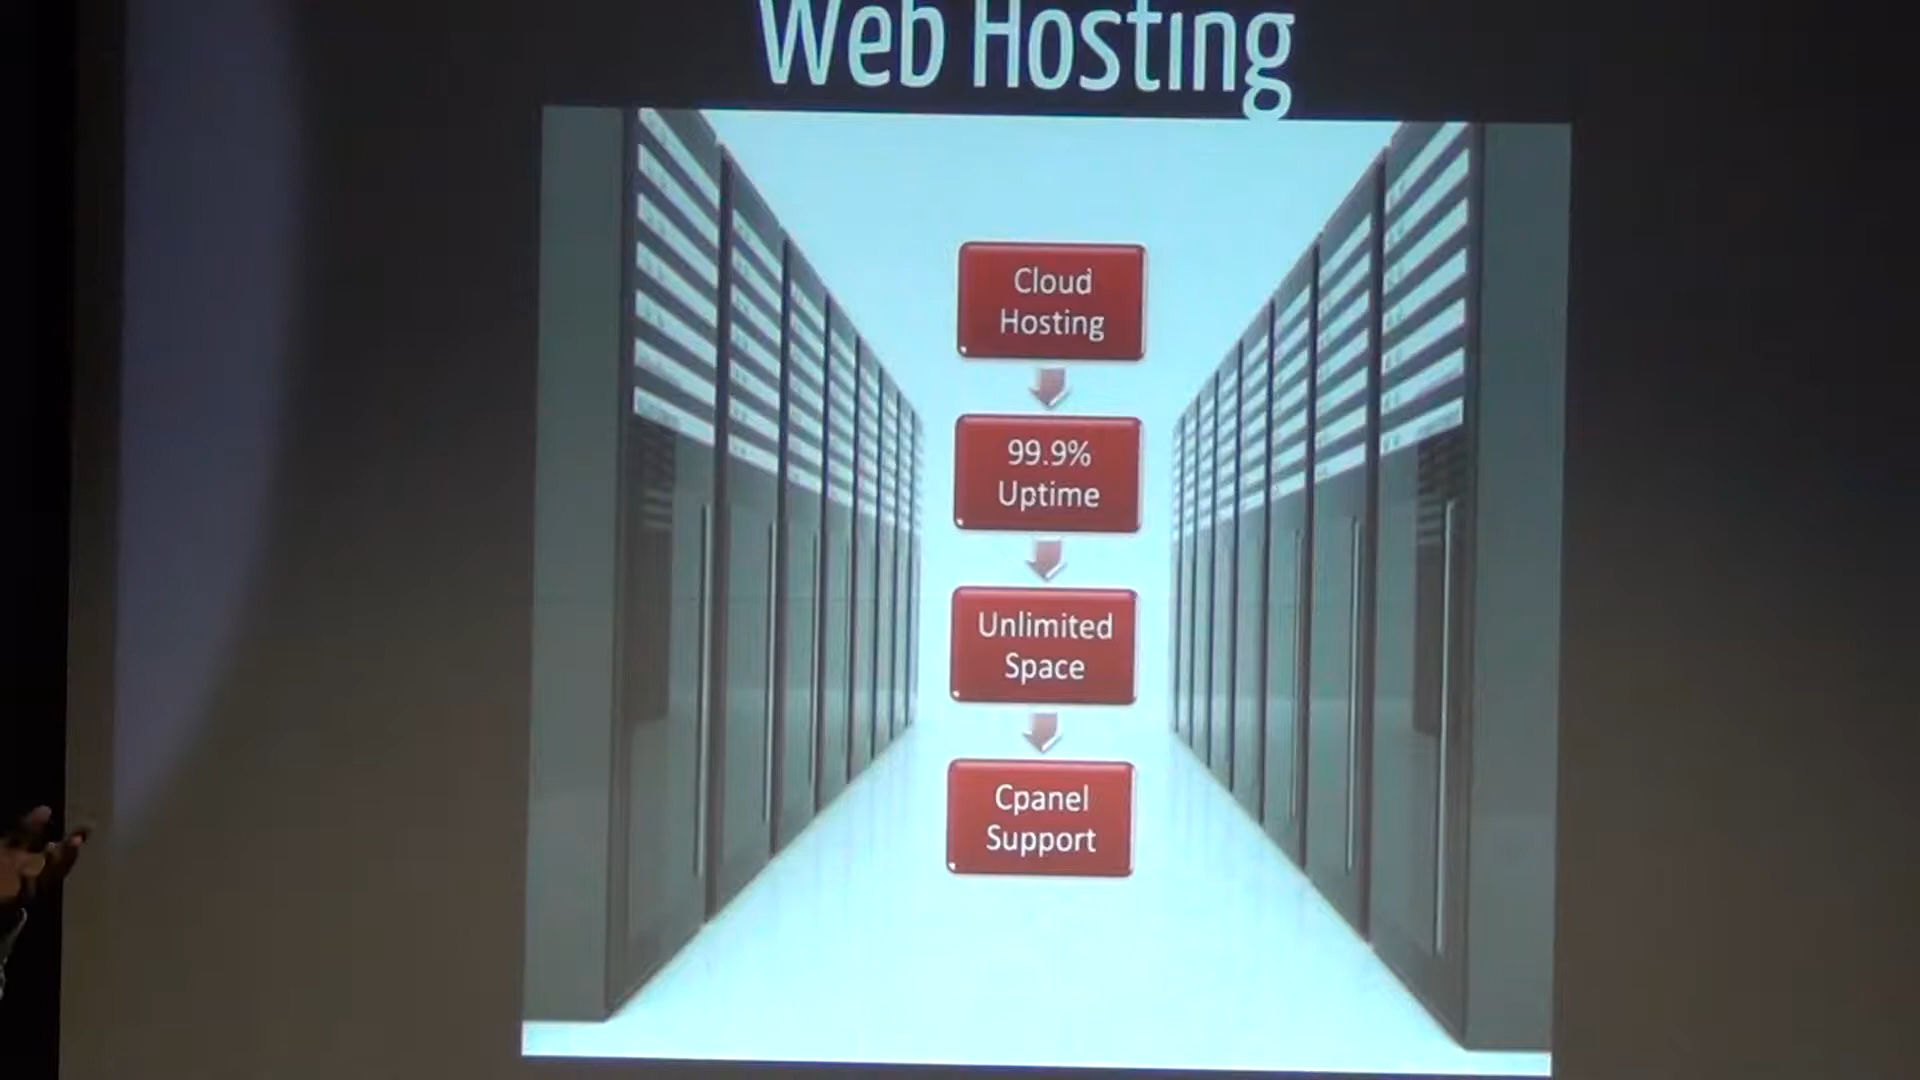 Web Hosting
Cloud
Hosting
99.9%
Uptime
Unlimited
Space
Cpanel
Support